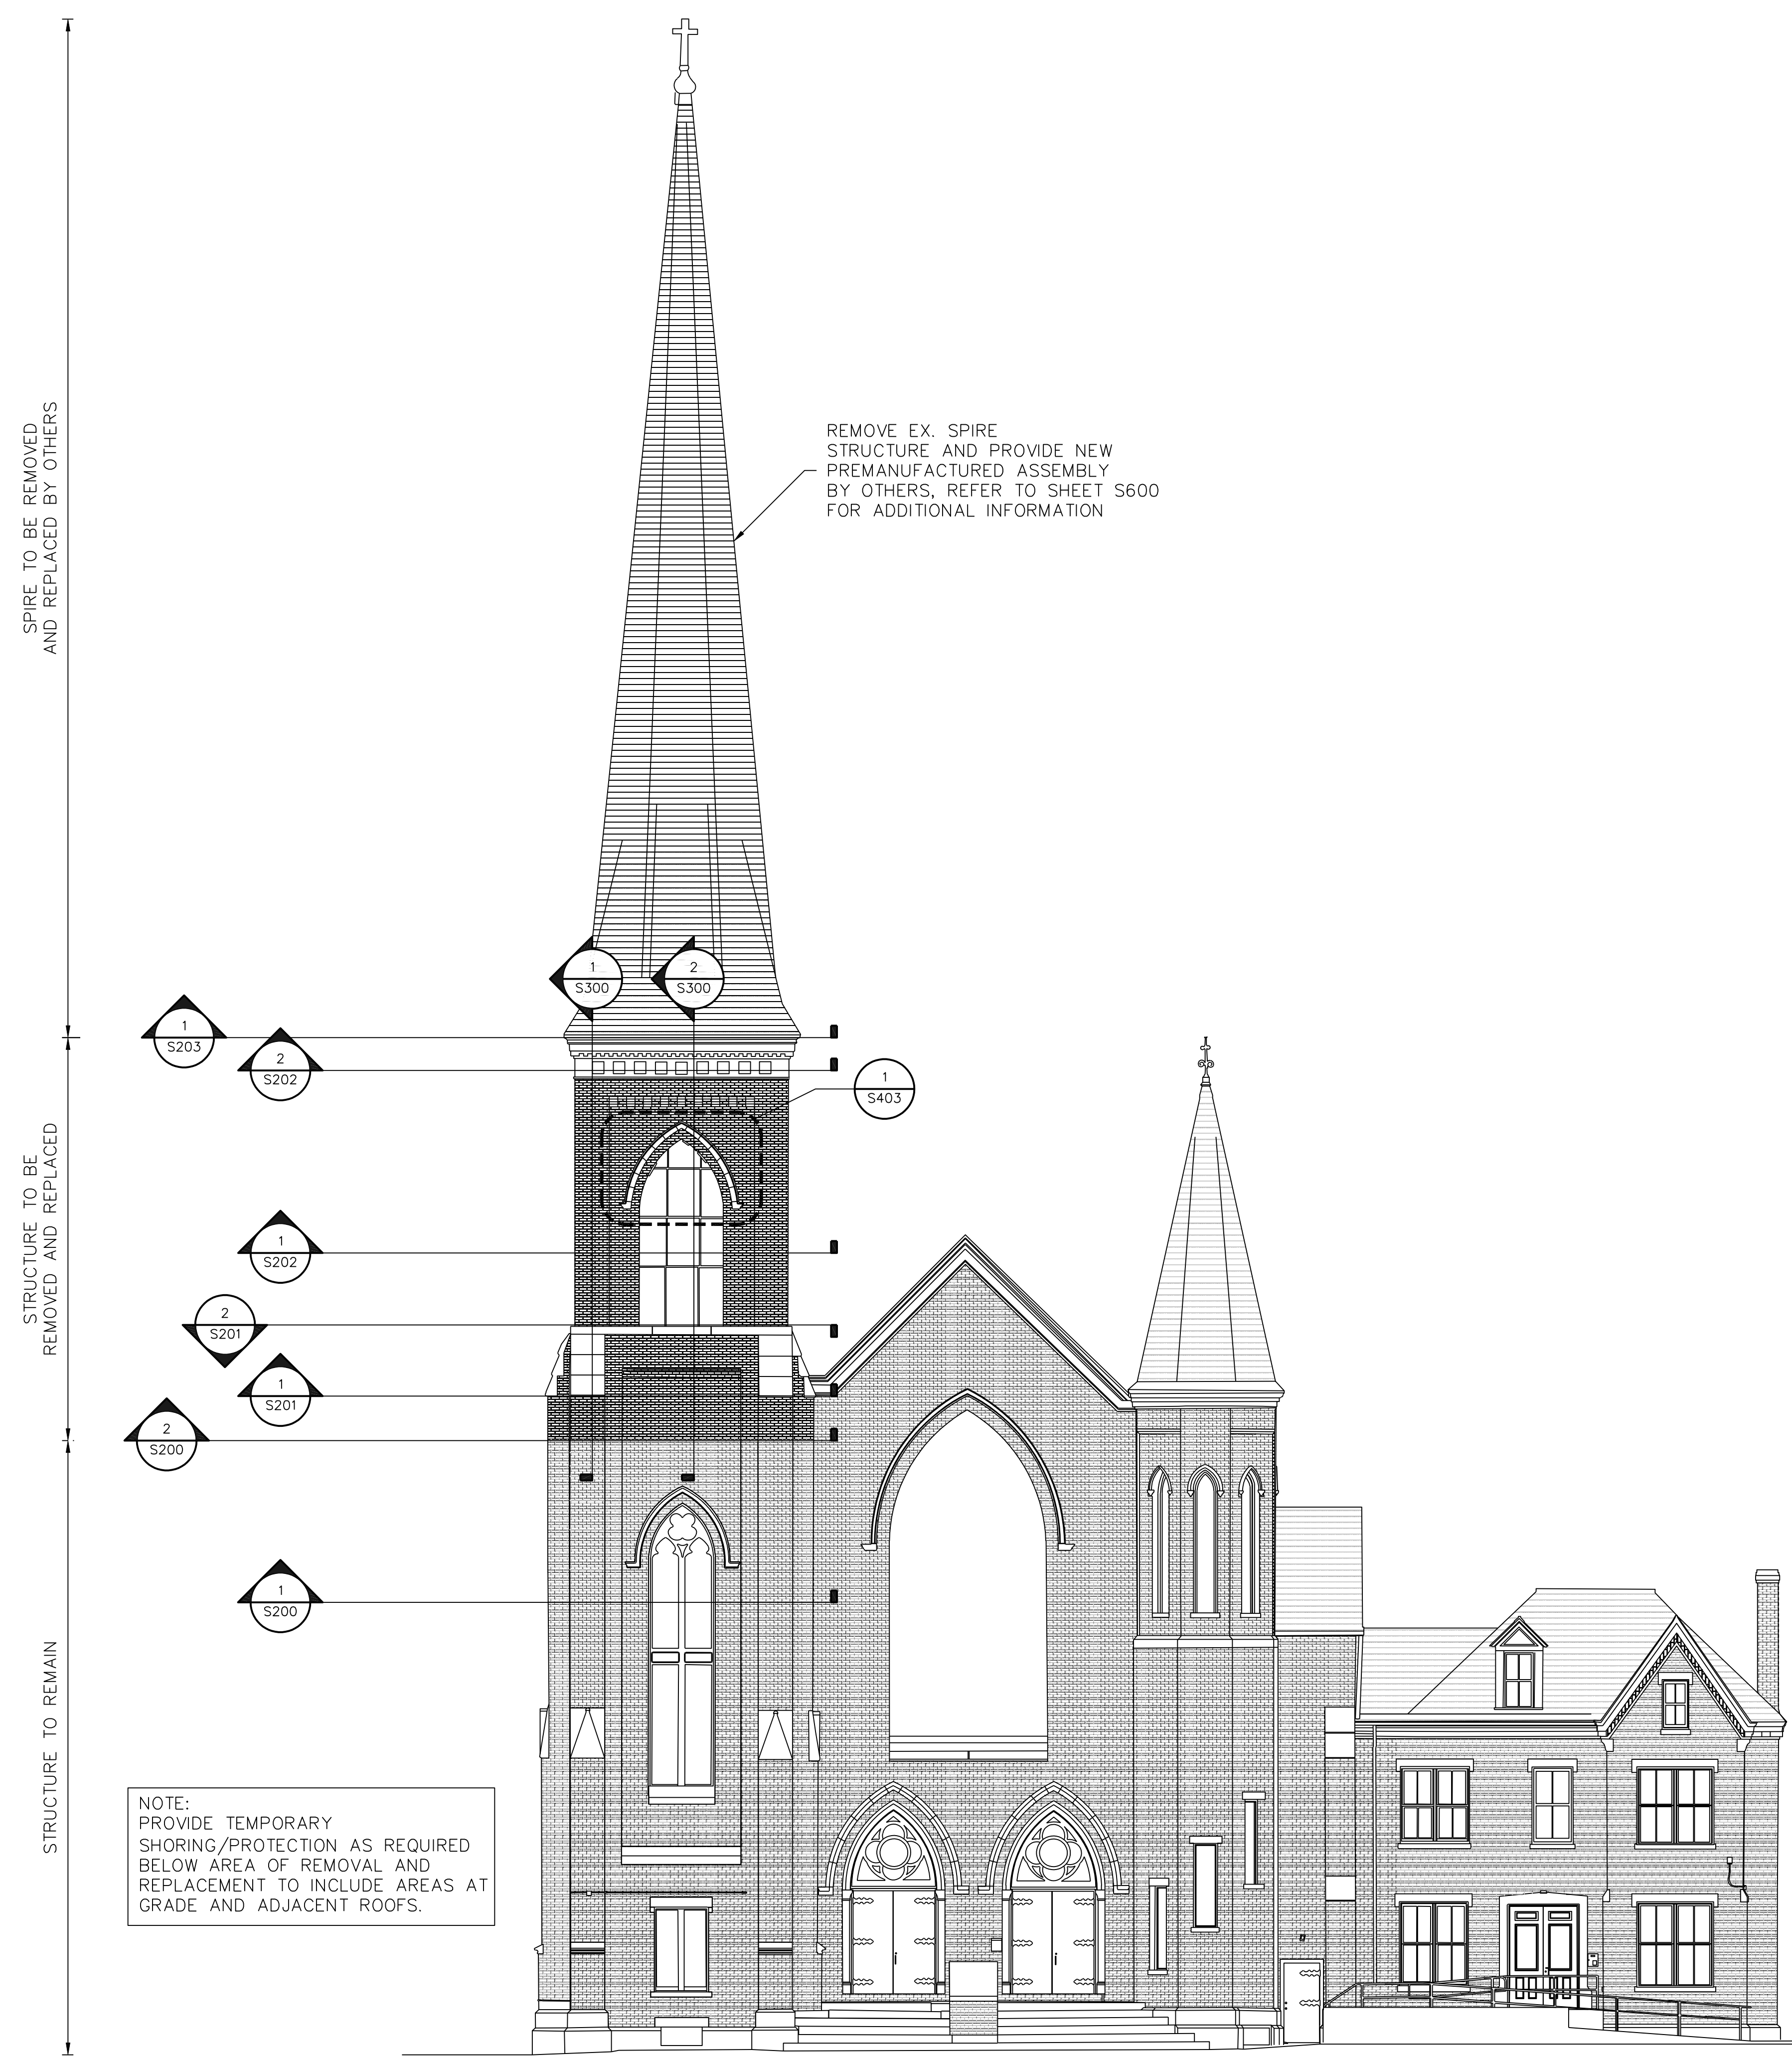 SPIRE TO BE REMOVED
AND REPLACED BY OTHERS
REMOVE EX. SPIRE
STRUCTURE AND PROVIDE NEW
PREMANUFACTURED ASSEMBLY
BY OTHERS, REFER TO SHEET S600
FOR ADDITIONAL INFORMATION
1
S300
2
S300
1
S203
2
S202
1
S403
STRUCTURE TO BE
REMOVED AND REPLACED
1
S202
2
S201
1
S201
2
S200
1
S200
STRUCTURE TO REMAIN
NOTE:
PROVIDE TEMPORARY
SHORING/PROTECTION AS REQUIRED
BELOW AREA OF REMOVAL AND
REPLACEMENT TO INCLUDE AREAS AT
GRADE AND ADJACENT ROOFS.